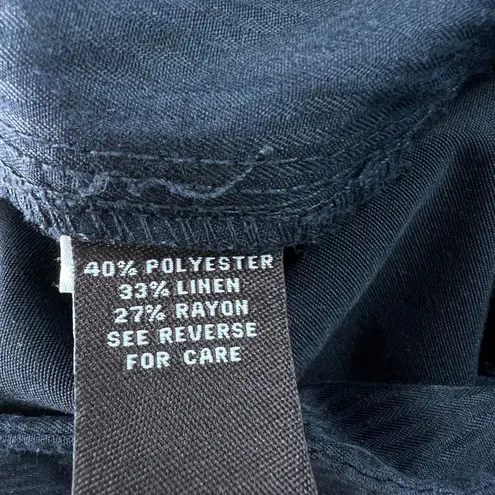 40% POLYESTER
33% LINEN
27% RAYON
SEE REVERSE
FOR CARE